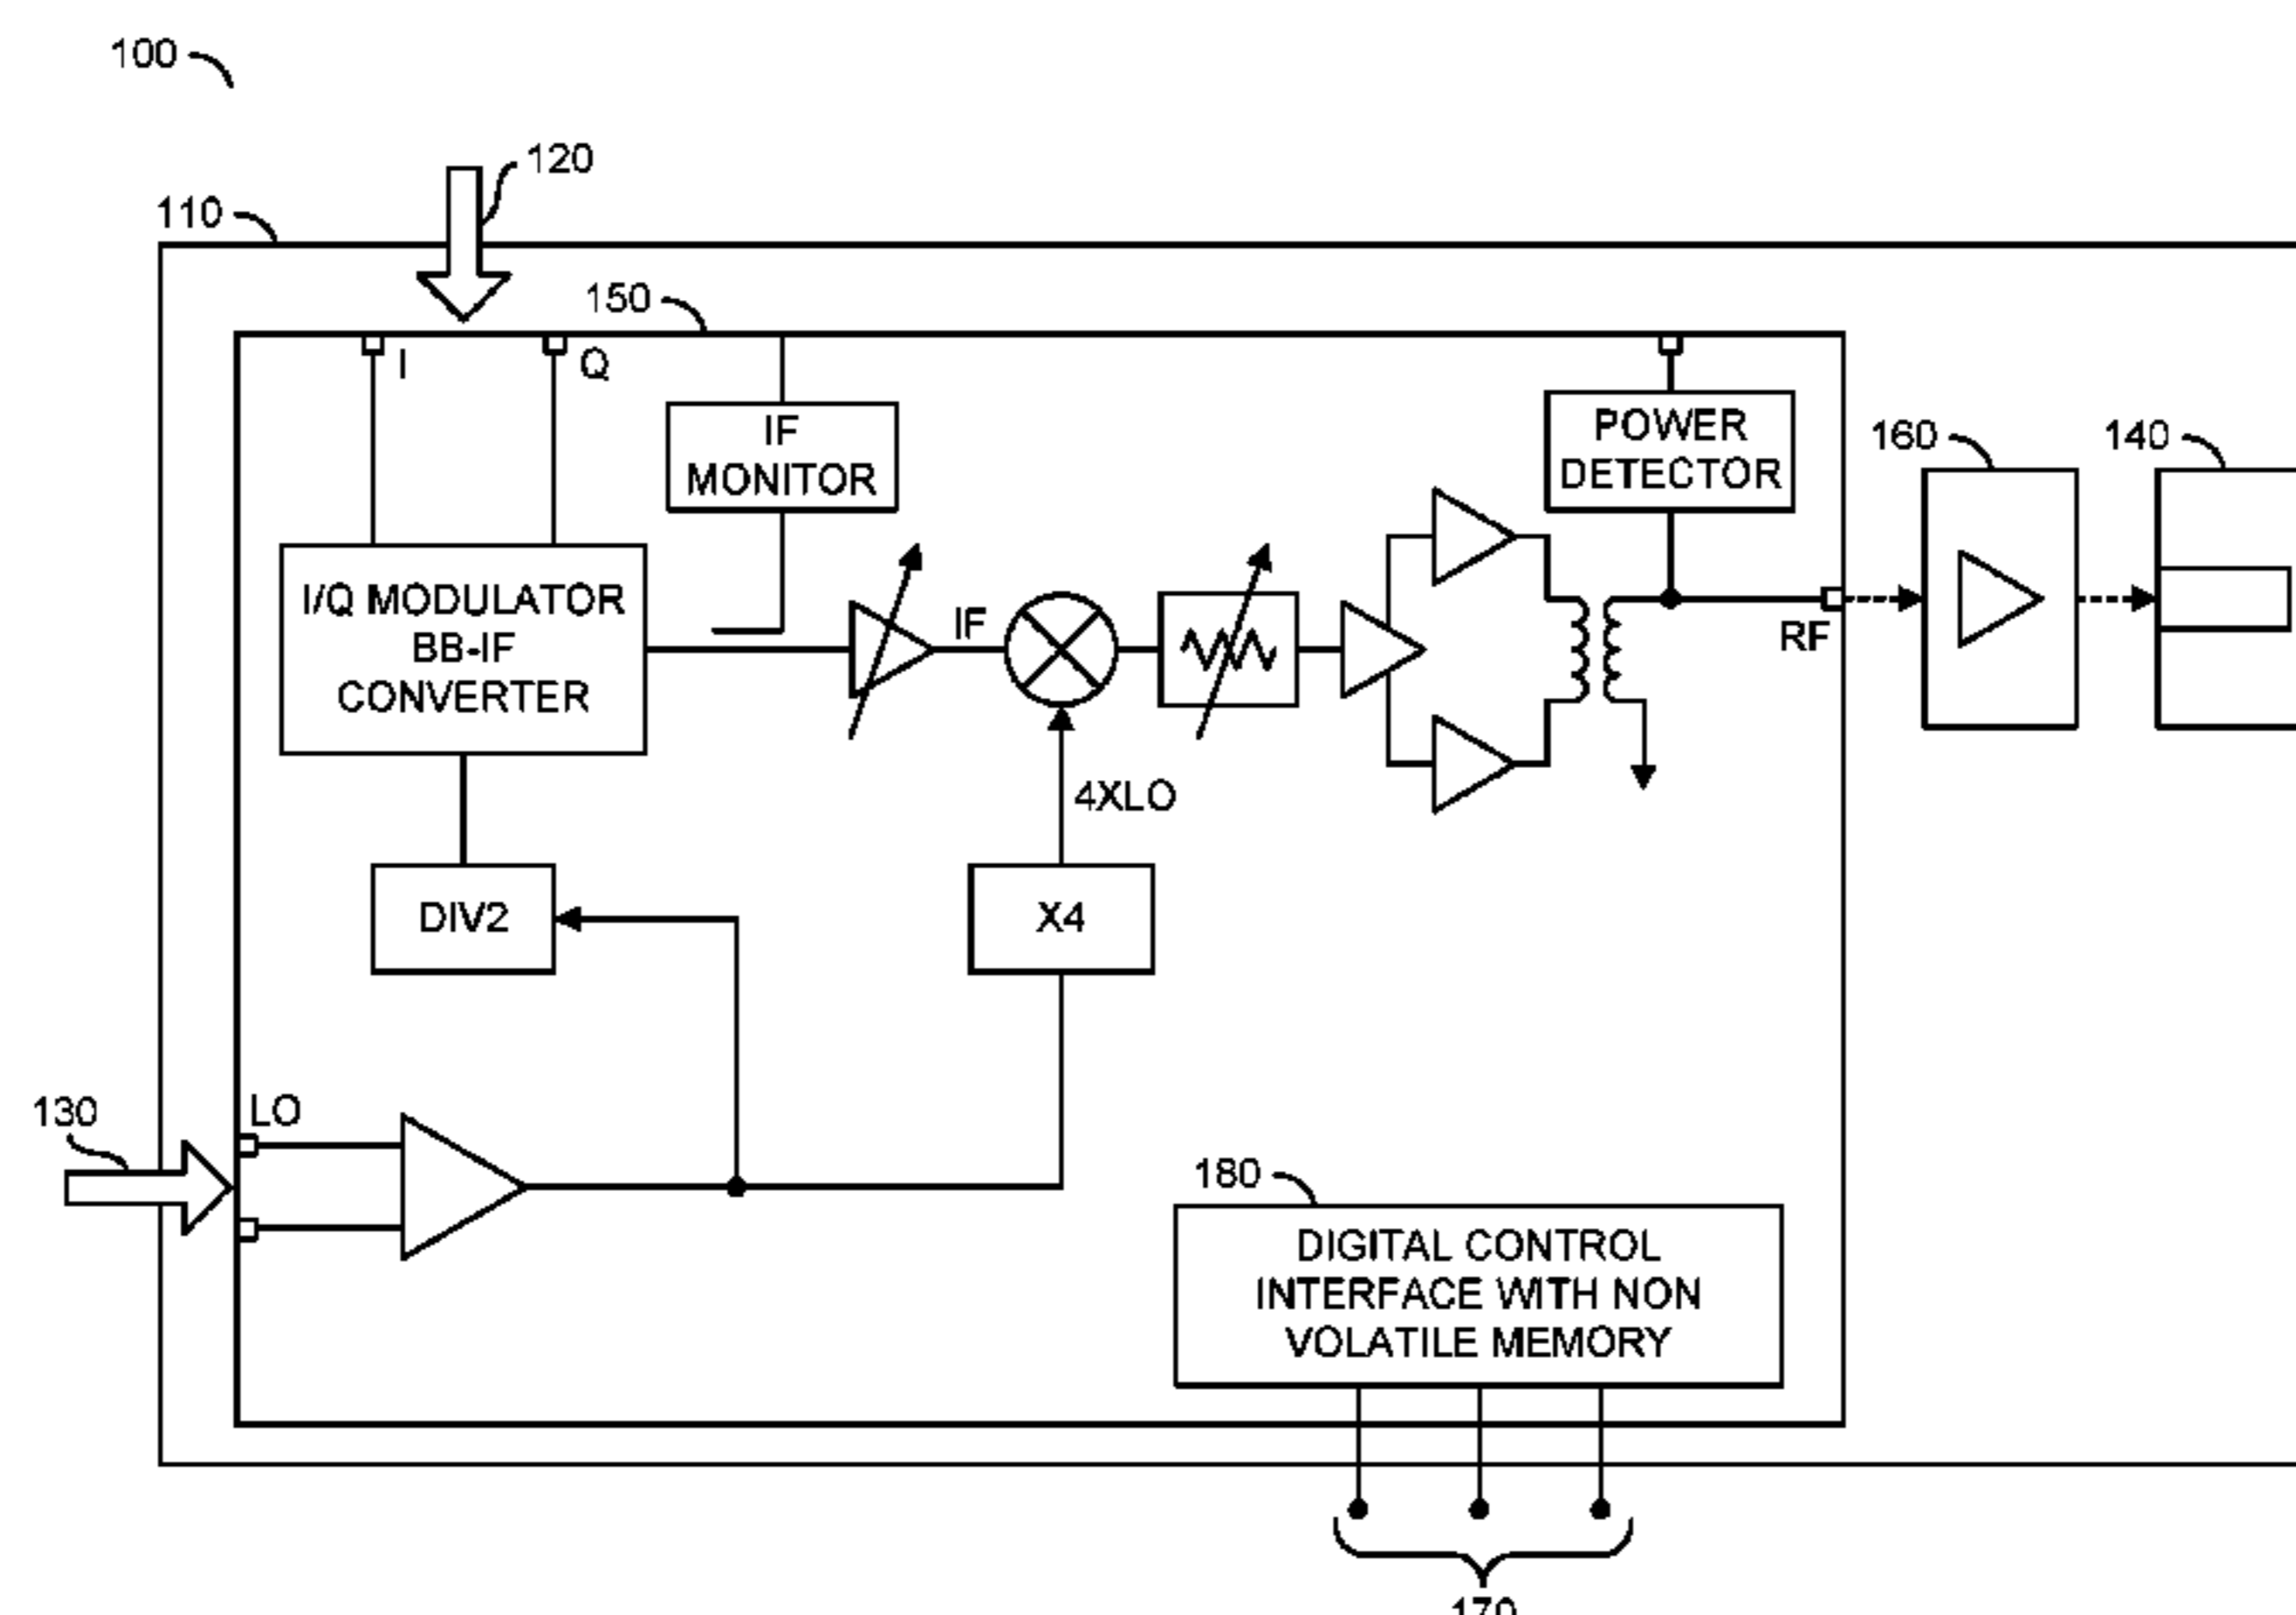 100
120
110
150
I
Q
IF
MONITOR
POWER
DETECTOR
160
140
I/Q MODULATOR
BB-IF
CONVERTER
IF
RF
4XLO
DIV2
X4
LO
130
180
DIGITAL CONTROL
INTERFACE WITH NON
VOLATILE MEMORY
170